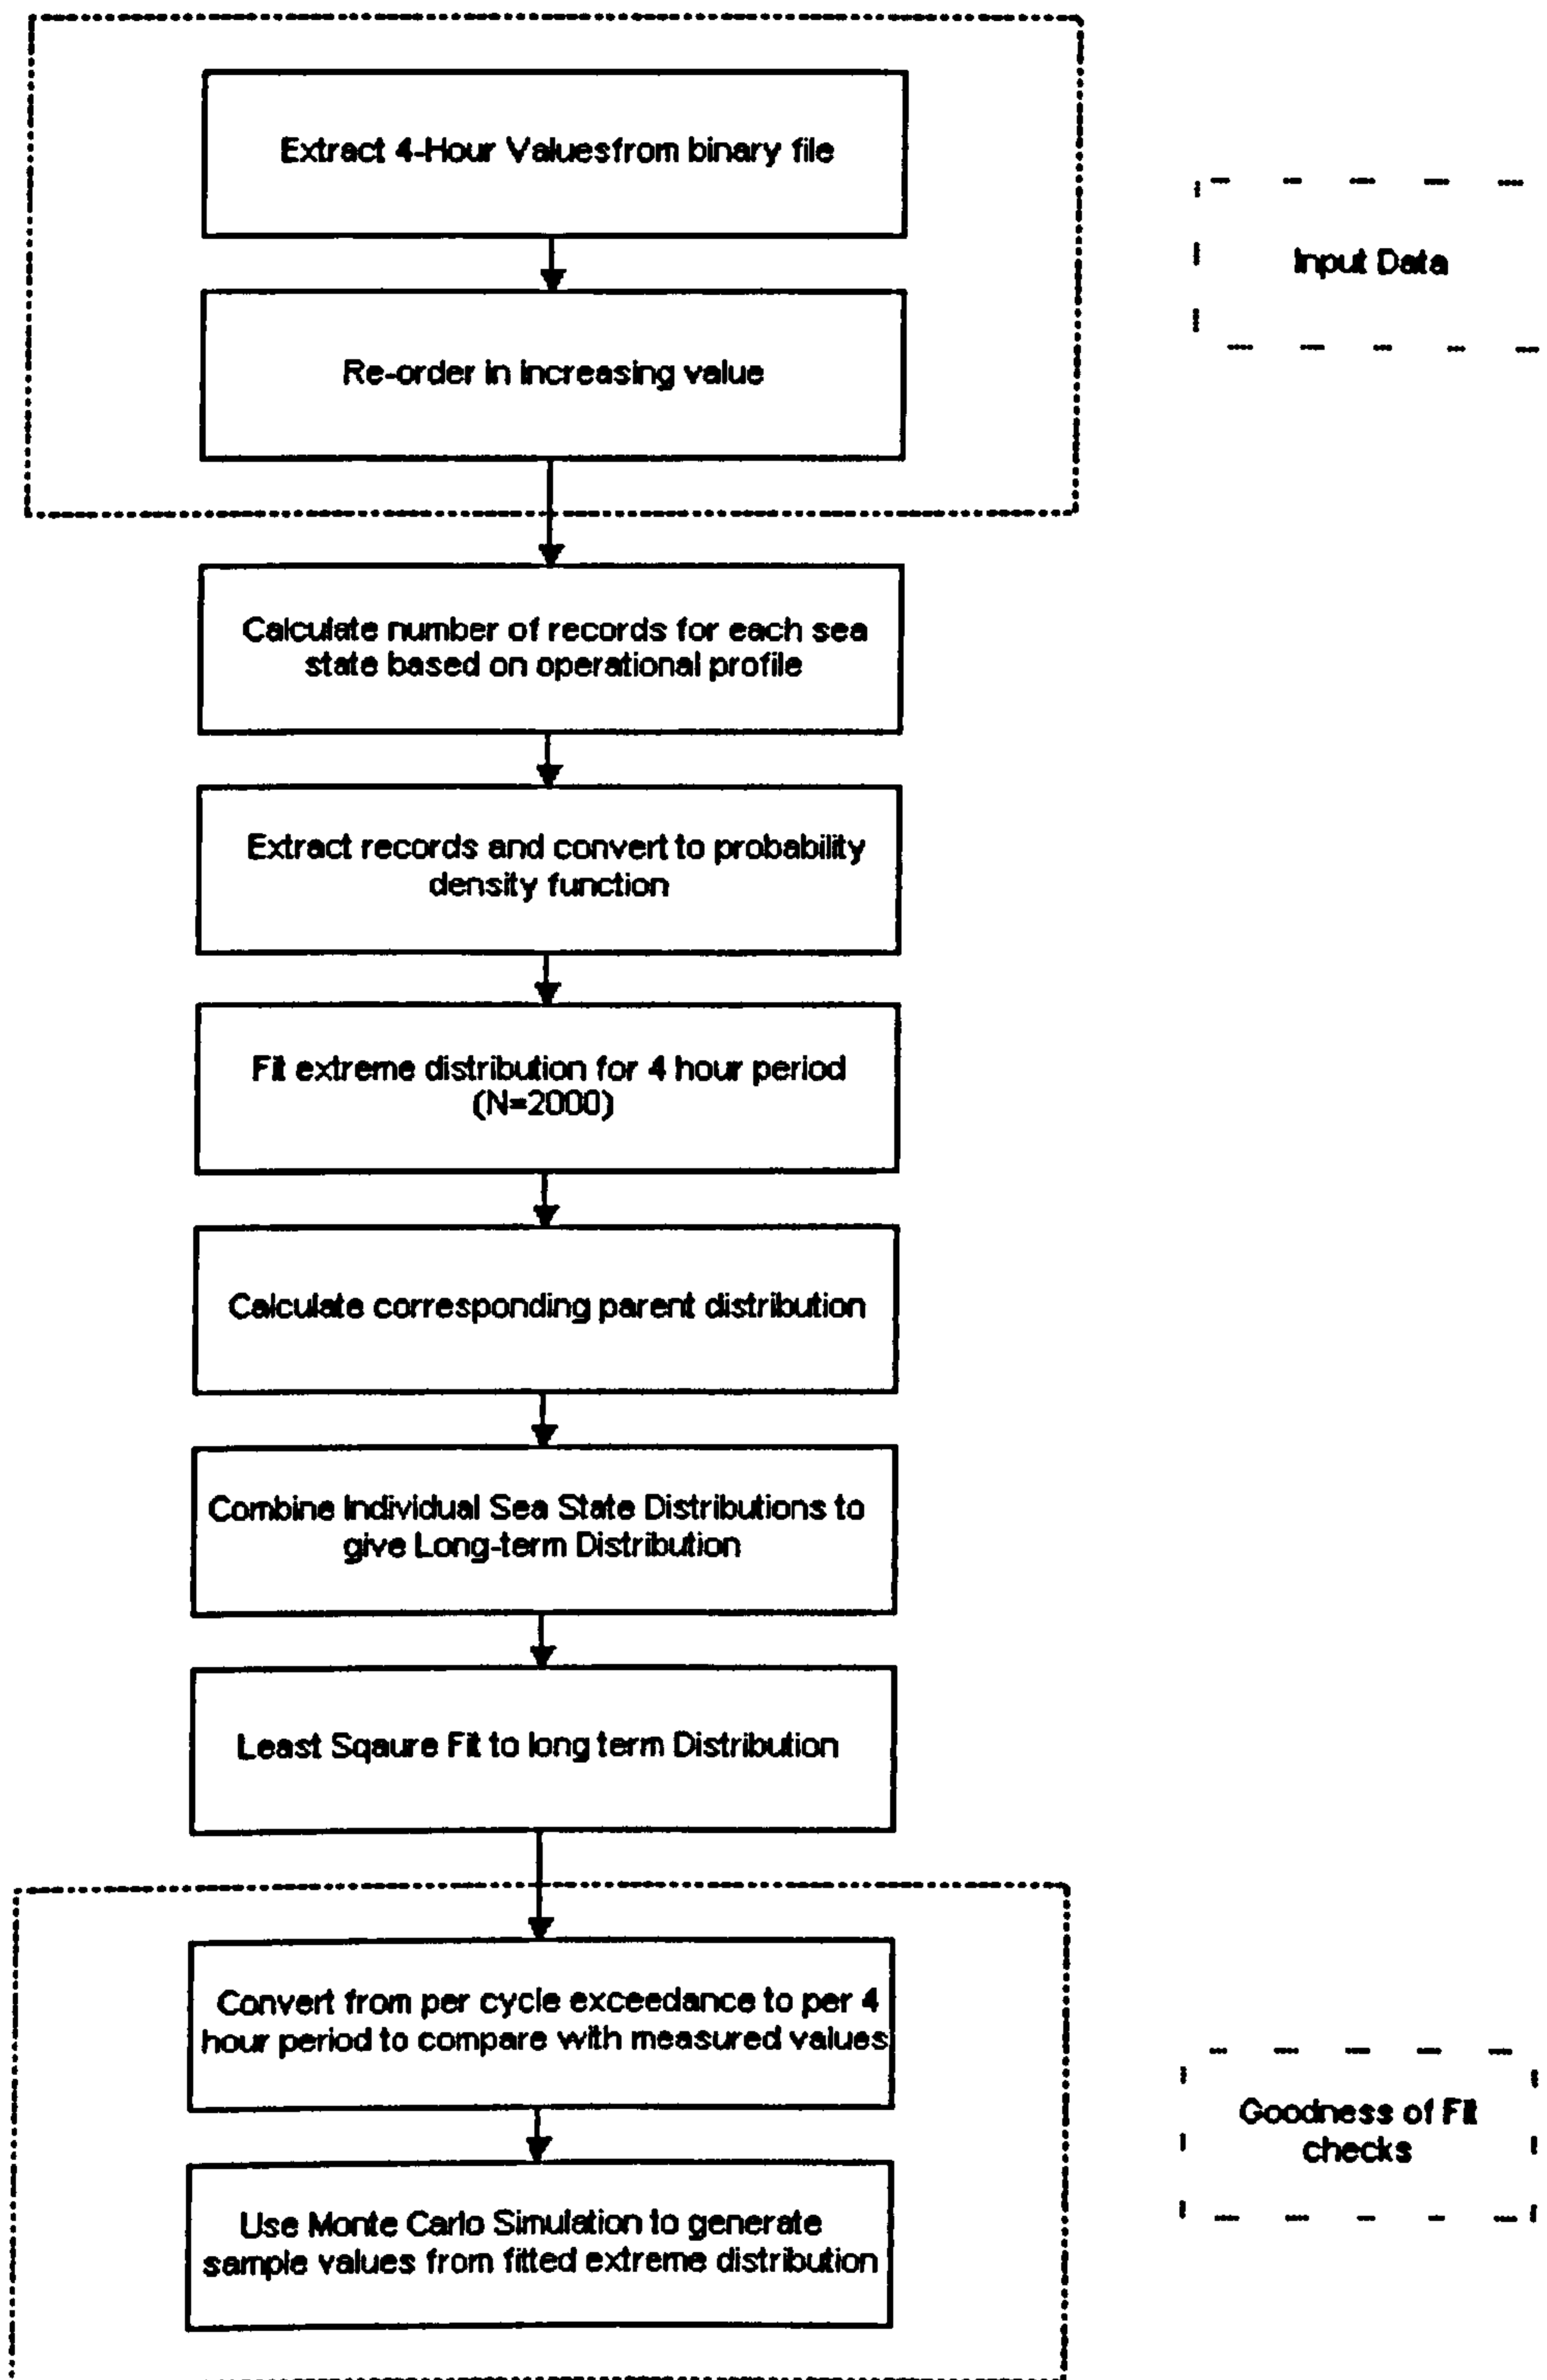 Extract 4-Hour Valuesfrom binary file
Input Data
Re-order in increasing value
Calculate number of records for each sea
state based on operational profile
Extract records and convert to probability
density function
Fit extreme distribution for 4 hour period
(N=2000)
Calculate corresponding parent distribution
Combine Individual Sea State Distributions to
give Long-term Distribution
Least Sqaure Fit to long term Distribution
Convert from per cycle exceedance to per 4
hour period to compare with measured values
Goodness of Fit
checks
Use Monte Carlo Simulation to generate
sample values from fitted extreme distribution